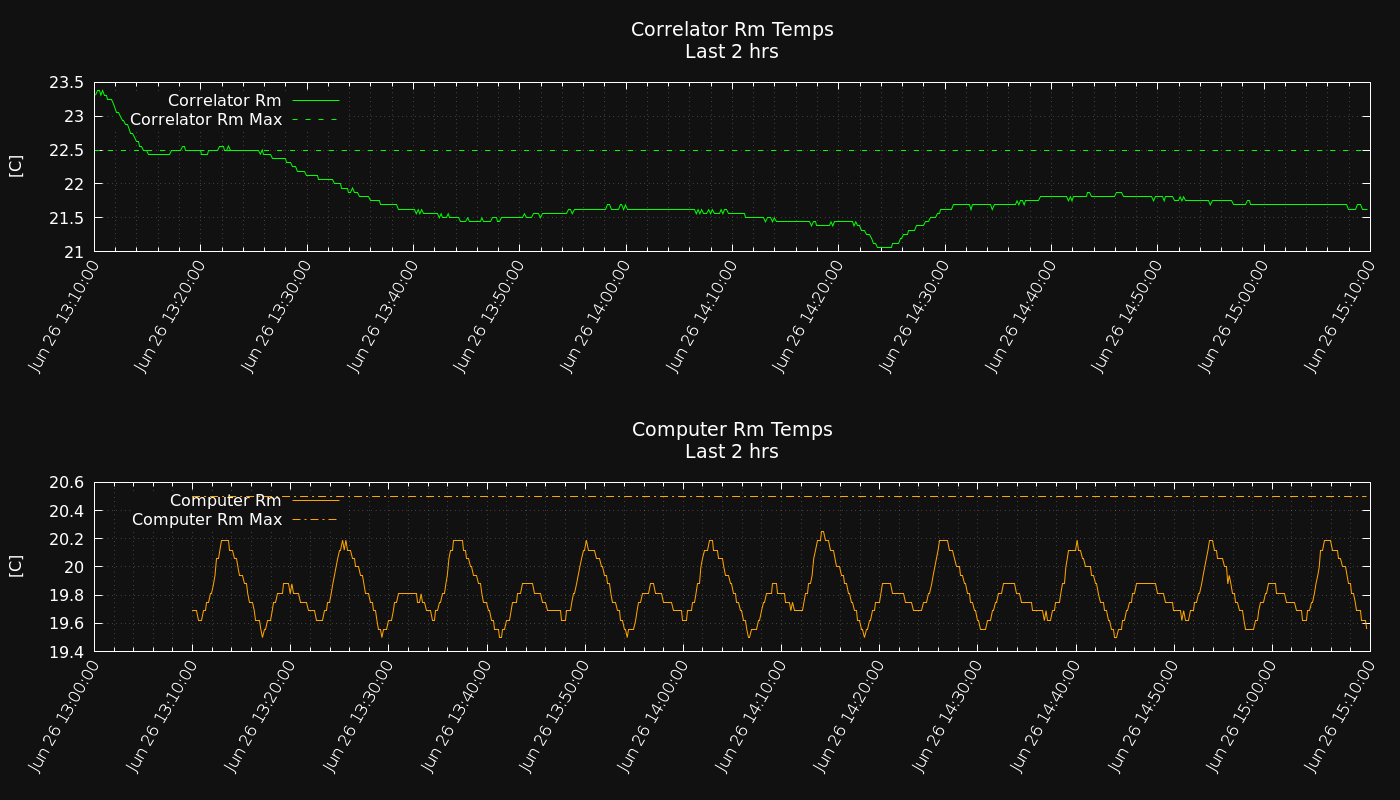 Correlator Rm Temps
Last 2 hrs
23.5
23
22.5
22
21.5
21
[C]
Correlator Rm
Correlator Rm Max
Jun 26 13:10:00
Jun 26 13:20:00
Jun 26 13:30:00
Jun 26 13:40:00
Jun 26 13:50:00
Jun 26 14:00:00
Jun 26 14:10:00
Jun 26 14:20:00
Jun 26 14:30:00
Jun 26 14:40:00
Jun 26 14:50:00
Jun 26 15:00:00
Jun 26 15:10:00
Computer Rm Temps
Last 2 hrs
20.6
20.4
20.2
20
19.8
19.6
19.4
[C]
Computer Rm
Computer Rm Max
Jun 26 13:00:00
Jun 26 13:10:00
Jun 26 13:20:00
Jun 26 13:30:00
Jun 26 13:40:00
Jun 26 13:50:00
Jun 26 14:00:00
Jun 26 14:10:00
Jun 26 14:20:00
Jun 26 14:30:00
Jun 26 14:40:00
Jun 26 14:50:00
Jun 26 15:00:00
Jun 26 15:10:00